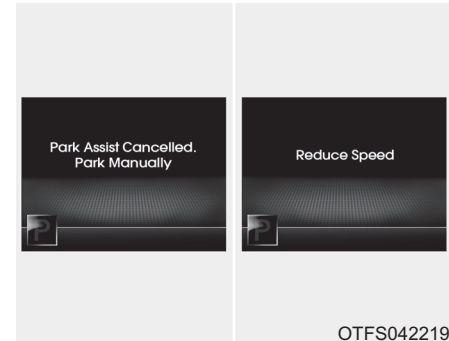 Park Assist Cancelled.
Park Manually
P
Reduce Speed
P
OTFS042219